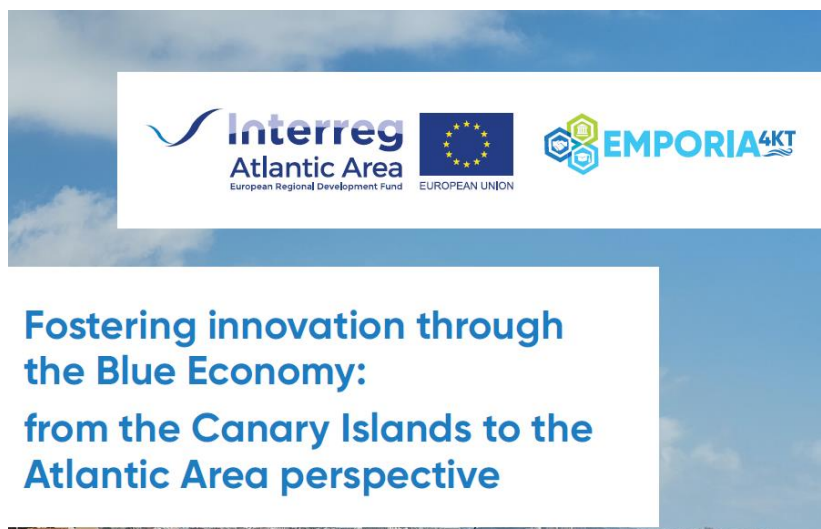 Interreg
Atlantic Area
European Regional Development Fund
EUROPEAN UNION
EMPORIA4KT
Fostering innovation through
the Blue Economy:
from the Canary Islands to the
Atlantic Area perspective